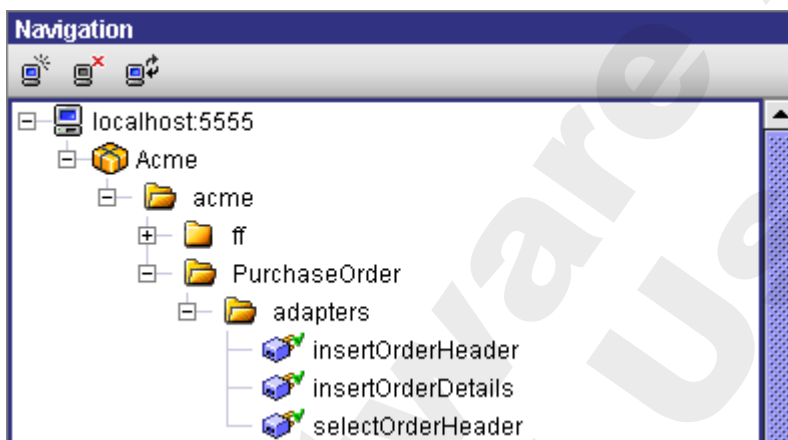 Navigation
localhost:5555
Acme
acme
ff
PurchaseOrder
adapters
insertOrderHeader
insertOrderDetails
selectOrderHeader